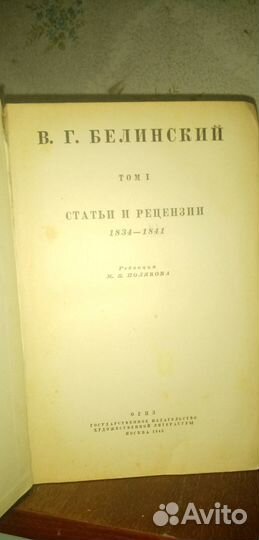 В. Г. БЕЛИНСКИЙ
ТОМ I
СТАТЬИ И РЕЦЕНЗИИ
1834—1841
Редакция
М. Я. ПОЛЯКОВА
ОГИЗ
ГОСУДАРСТВЕННОЕ ИЗДАТЕЛЬСТВО
ХУДОЖЕСТВЕННОЙ ЛИТЕРАТУРЫ
МОСКВА
Avito